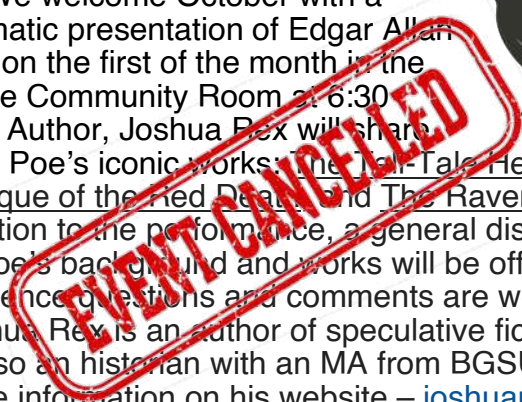 We welcome October with a
matic presentation of Edgar Allan
on the first of the month in the
e Community Room at 6:30
Author, Joshua Rex will share
Poe's iconic works: The Tell-Tale He
que of the Red Death and The Raven
tion to the performance, a general dis
oe's background and works will be off
ence questions and comments are w
hua Rex is an author of speculative fic
so an historian with an MA from BGSU
e information on his website – joshuar
EVENT CANCELLED